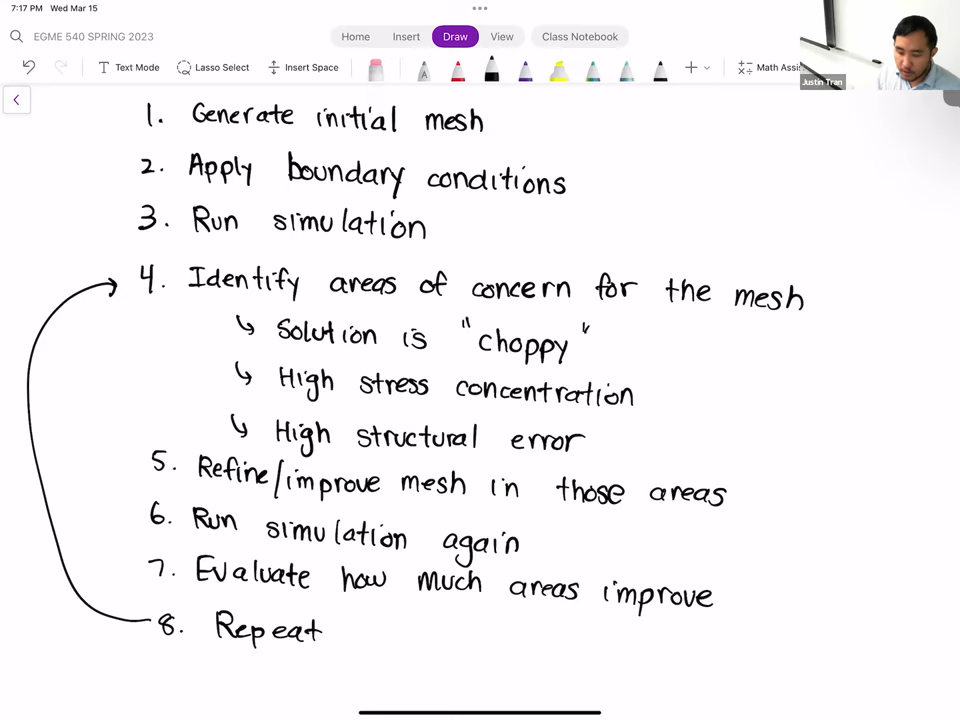 7:17 PM Wed Mar 15
EGME 540 SPRING 2023
Home Insert Draw View Class Notebook
Text Mode Lasso Select Insert Space Math Assis
Justin Tran
1. Generate initial mesh
2. Apply boundary conditions
3. Run simulation
4. Identify areas of concern for the mesh
↳ Solution is "choppy"
↳ High stress concentration
↳ High structural error
5. Refine/improve mesh in those areas
6. Run simulation again
7. Evaluate how much areas improve
8. Repeat